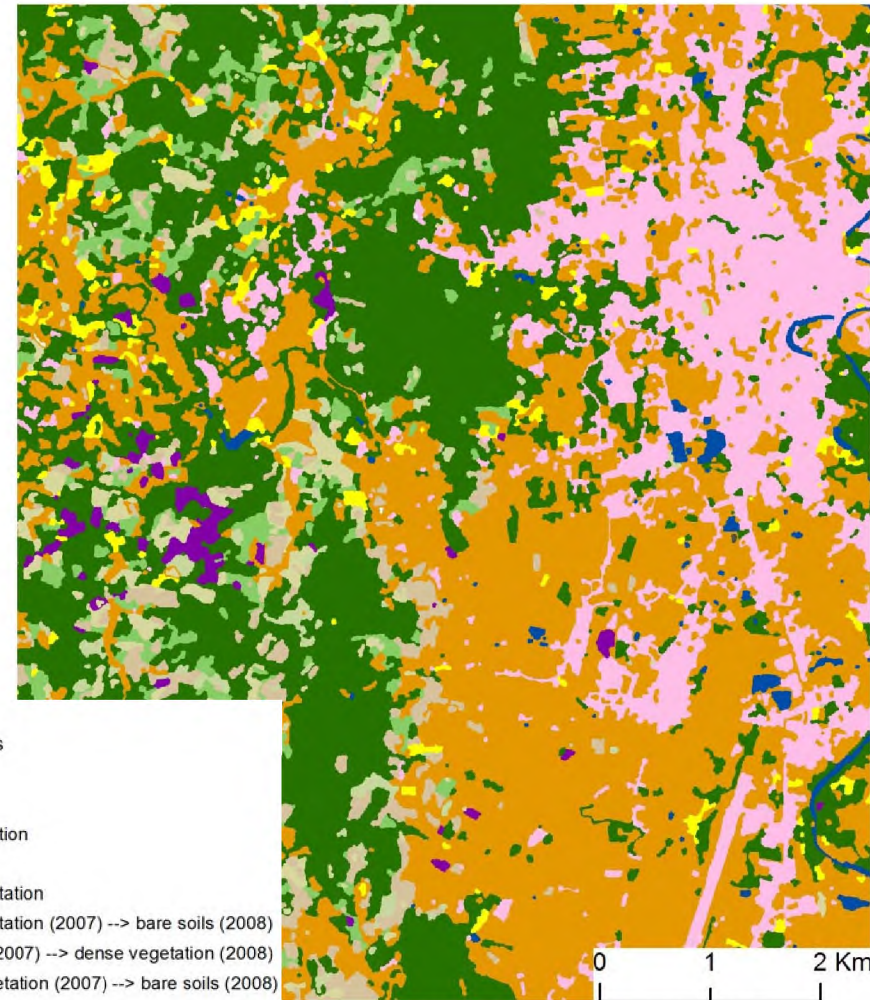 tion
tation
tation (2007) --> bare soils (2008)
2007) --> dense vegetation (2008)
etation (2007) --> bare soils (2008)
0 1 2 Km